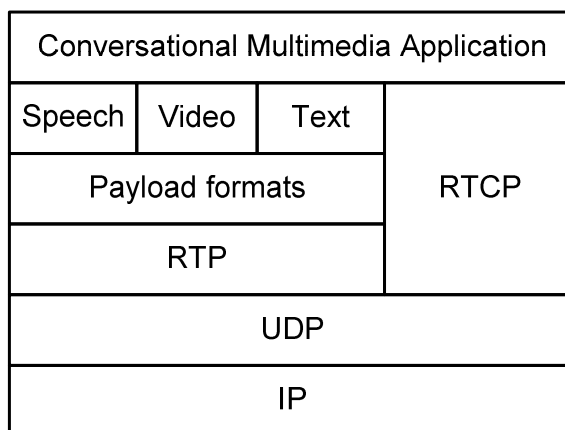 Conversational Multimedia Application
Speech Video Text
Payload formats
RTCP
RTP
UDP
IP